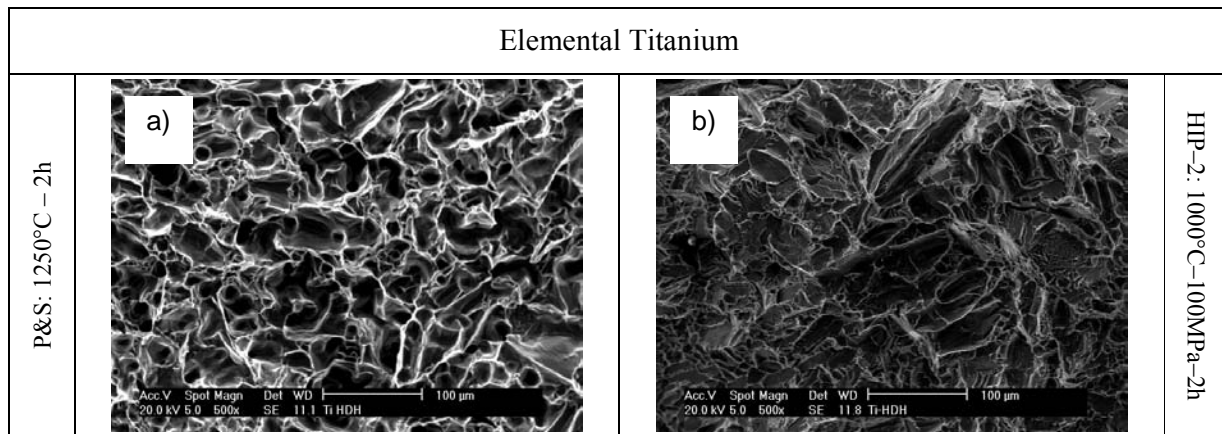 Elemental Titanium
P&S: 1250°C – 2h
a)
Acc.V Spot Magn Det WD 100 µm
20.0 kV 5.0 500x SE 11.1 Ti HDH
b)
Acc.V Spot Magn Det WD 100 µm
20.0 kV 5.0 500x SE 11.8 Ti-HDH
HIP–2: 1000°C–100MPa–2h